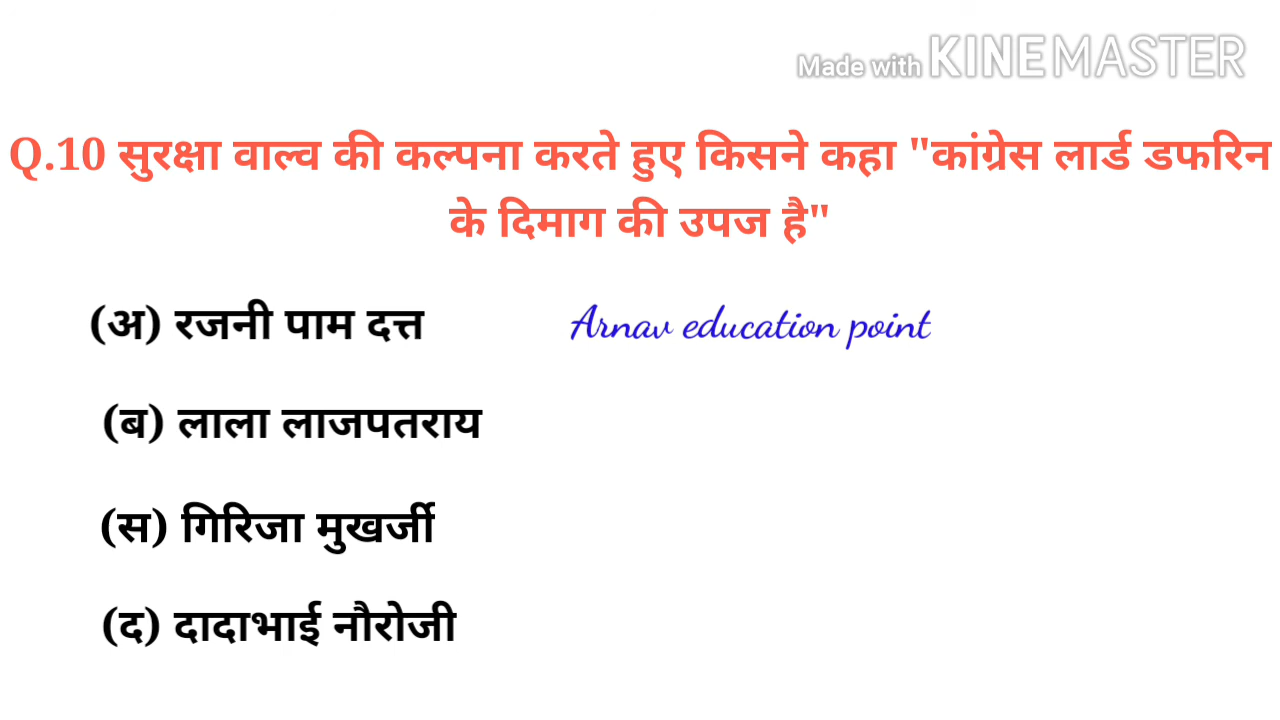 Made with KINEMASTER
Q.10 सुरक्षा वाल्व की कल्पना करते हुए किसने कहा "कांग्रेस लार्ड डफरिन
के दिमाग की उपज है"
(अ) रजनी पाम दत्त
Arnav education point
(ब) लाला लाजपतराय
(स) गिरिजा मुखर्जी
(द) दादाभाई नौरोजी